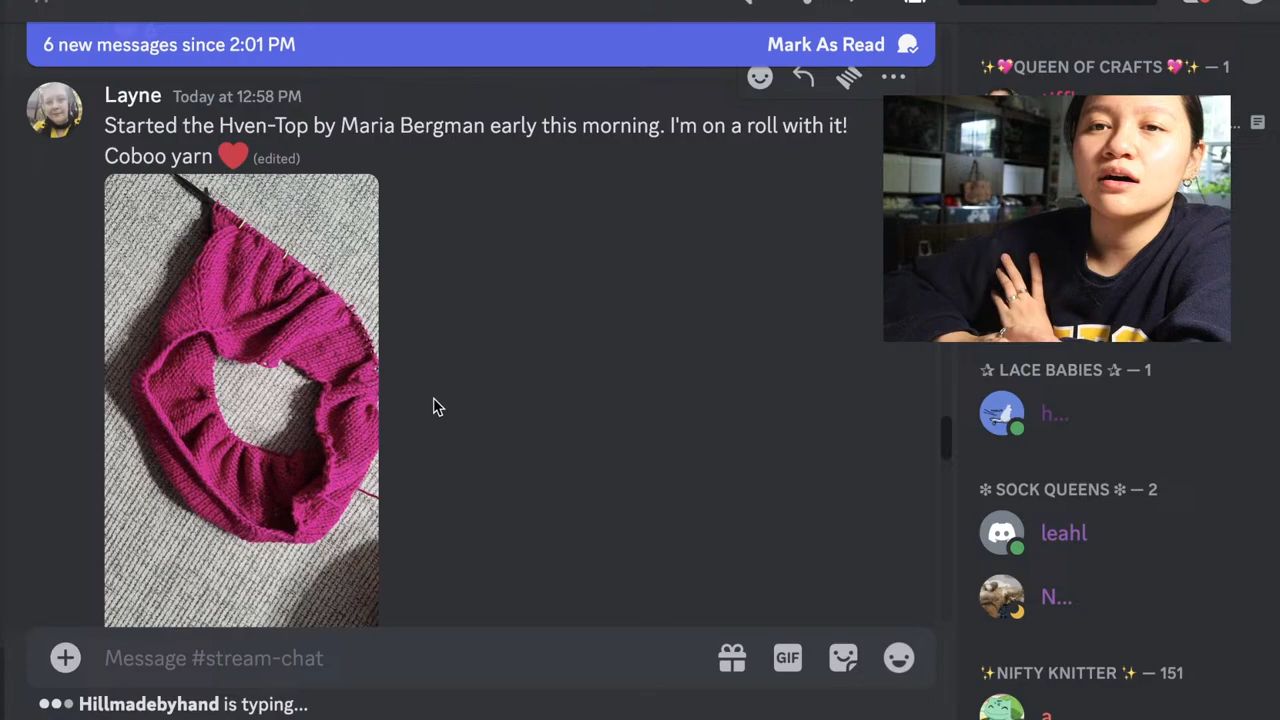 6 new messages since 2:01 PM
Mark As Read
✨💖QUEEN OF CRAFTS 💖✨ — 1
Layne Today at 12:58 PM
Started the Hven-Top by Maria Bergman early this morning. I'm on a roll with it!
Coboo yarn ❤️ (edited)
✰ LACE BABIES ✰ — 1
h...
❇ SOCK QUEENS ❇ — 2
leahl
N...
✨NIFTY KNITTER ✨ — 151
a
Message #stream-chat
GIF
Hillmadebyhand is typing...